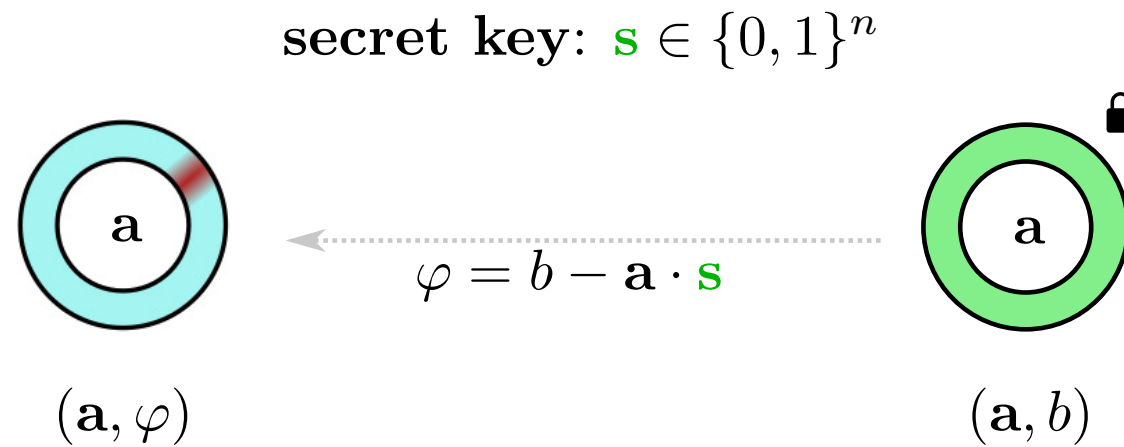 secret key: s ∈ {0, 1}ⁿ
a
a
φ = b − a · s
(a, φ)
(a, b)